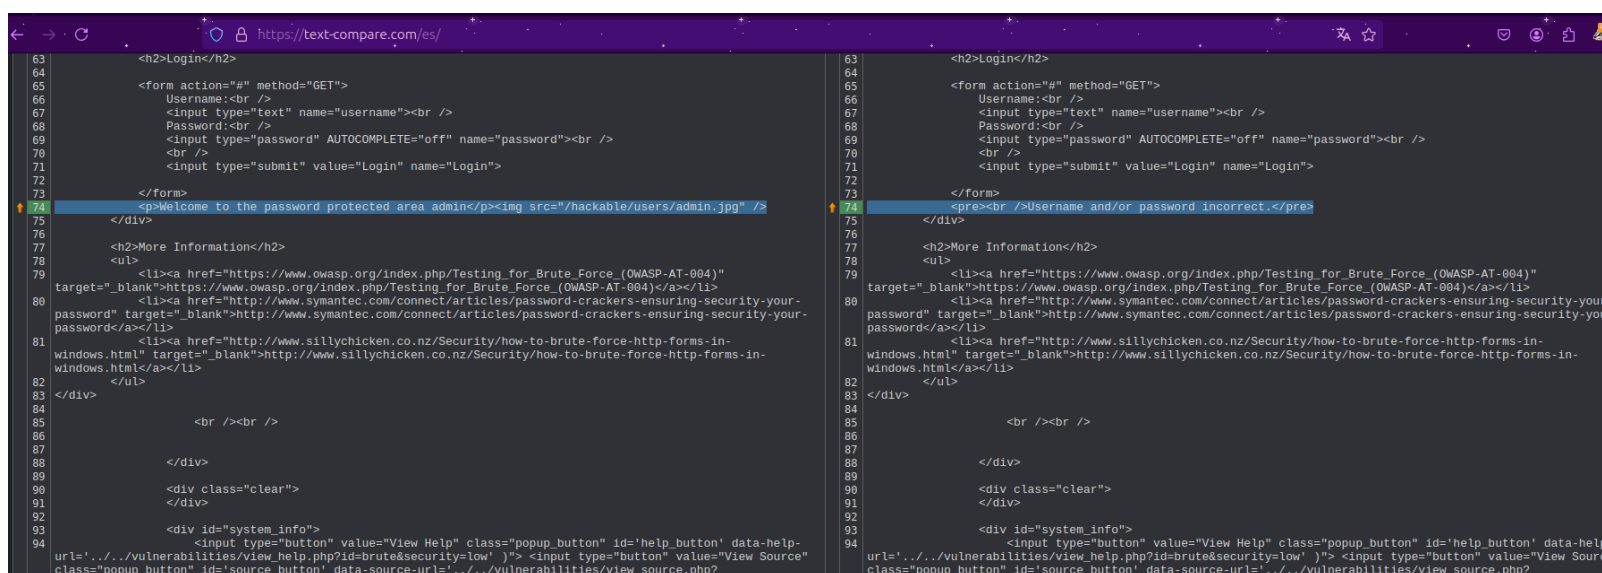 https://text-compare.com/es/
63 <h2>Login</h2>
64
65 <form action="#" method="GET">
66 Username:<br />
67 <input type="text" name="username"><br />
68 Password:<br />
69 <input type="password" AUTOCOMPLETE="off" name="password"><br />
70 <br />
71 <input type="submit" value="Login" name="Login">
72
73 </form>
74 <p>Welcome to the password protected area admin</p><img src="/hackable/users/admin.jpg" />
75 </div>
76
77 <h2>More Information</h2>
78 <ul>
79 <li><a href="https://www.owasp.org/index.php/Testing_for_Brute_Force_(OWASP-AT-004)"
target="_blank">https://www.owasp.org/index.php/Testing_for_Brute_Force_(OWASP-AT-004)</a></li>
80 <li><a href="http://www.symantec.com/connect/articles/password-crackers-ensuring-security-your-
password" target="_blank">http://www.symantec.com/connect/articles/password-crackers-ensuring-security-your-
password</a></li>
81 <li><a href="http://www.sillychicken.co.nz/Security/how-to-brute-force-http-forms-in-
windows.html" target="_blank">http://www.sillychicken.co.nz/Security/how-to-brute-force-http-forms-in-
windows.html</a></li>
82 </ul>
83 </div>
84
85 <br /><br />
86
87
88 </div>
89
90 <div class="clear">
91 </div>
92
93 <div id="system_info">
94 <input type="button" value="View Help" class="popup_button" id='help_button' data-help-
url='../../vulnerabilities/view_help.php?id=brute&security=low' )"> <input type="button" value="View Source"
class="popup_button" id='source_button' data-source-url='../../vulnerabilities/view_source.php?
63 <h2>Login</h2>
64
65 <form action="#" method="GET">
66 Username:<br />
67 <input type="text" name="username"><br />
68 Password:<br />
69 <input type="password" AUTOCOMPLETE="off" name="password"><br />
70 <br />
71 <input type="submit" value="Login" name="Login">
72
73 </form>
74 <pre><br />Username and/or password incorrect.</pre>
75 </div>
76
77 <h2>More Information</h2>
78 <ul>
79 <li><a href="https://www.owasp.org/index.php/Testing_for_Brute_Force_(OWASP-AT-004)"
target="_blank">https://www.owasp.org/index.php/Testing_for_Brute_Force_(OWASP-AT-004)</a></li>
80 <li><a href="http://www.symantec.com/connect/articles/password-crackers-ensuring-security-you
password" target="_blank">http://www.symantec.com/connect/articles/password-crackers-ensuring-security-you
password</a></li>
81 <li><a href="http://www.sillychicken.co.nz/Security/how-to-brute-force-http-forms-in-
windows.html" target="_blank">http://www.sillychicken.co.nz/Security/how-to-brute-force-http-forms-in-
windows.html</a></li>
82 </ul>
83 </div>
84
85 <br /><br />
86
87
88 </div>
89
90 <div class="clear">
91 </div>
92
93 <div id="system_info">
94 <input type="button" value="View Help" class="popup_button" id='help_button' data-hel
url='../../vulnerabilities/view_help.php?id=brute&security=low' )"> <input type="button" value="View Sour
class="popup_button" id='source_button' data-source-url='../../vulnerabilities/view_source.php?